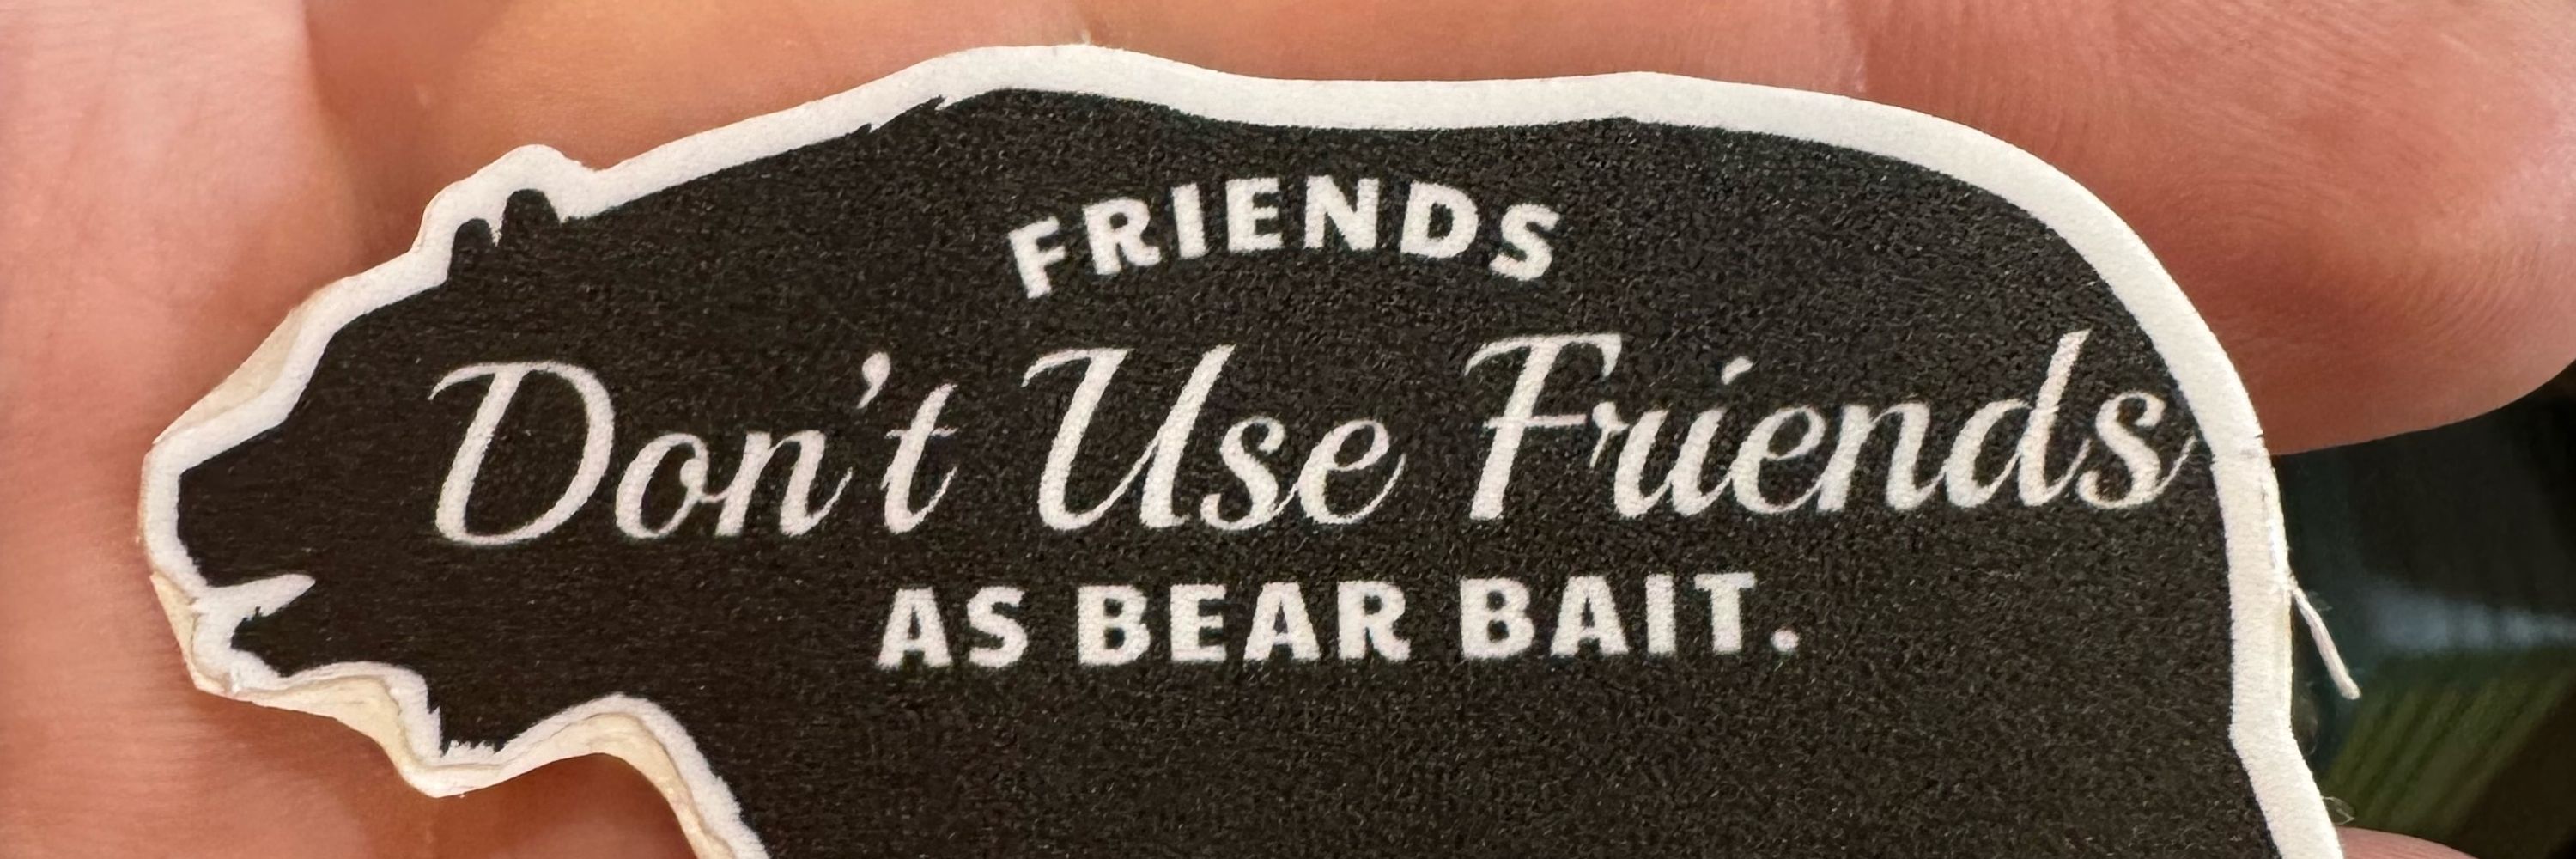 FRIENDS
Don't Use Friends
AS BEAR BAIT.